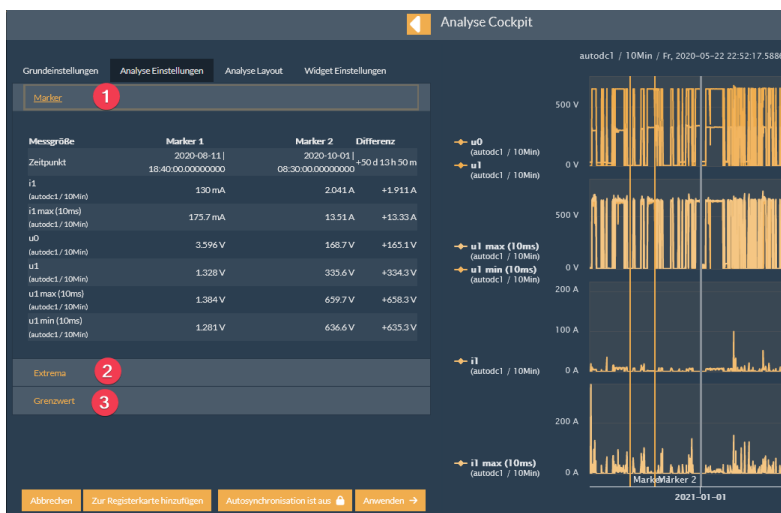 Analyse Cockpit
Grundeinstellungen Analyse Einstellungen Analyse Layout Widget Einstellungen
Marker 1
Messgröße Marker 1 Marker 2 Differenz
Zeitpunkt 2020-08-11| 18:40:00.00000000 2020-10-01| 08:30:00.00000000 +50 d 13 h 50 m
i1 (autodc1 / 10Min) 130 mA 2.041 A +1.911 A
i1 max (10ms) (autodc1 / 10Min) 175.7 mA 13.51 A +13.33 A
u0 (autodc1 / 10Min) 3.596 V 168.7 V +165.1 V
u1 (autodc1 / 10Min) 1.328 V 335.6 V +334.3 V
u1 max (10ms) (autodc1 / 10Min) 1.384 V 659.7 V +658.3 V
u1 min (10ms) (autodc1 / 10Min) 1.281 V 636.6 V +635.3 V
Extrema 2
Grenzwert 3
Abbrechen Zur Registerkarte hinzufügen Autosynchronisation ist aus Anwenden →
autodc1 / 10Min / Fr, 2020-05-22 22:52:17.5886
500 V
u0
(autodc1 / 10Min)
u1
(autodc1 / 10Min)
0 V
500 V
u1 max (10ms)
(autodc1 / 10Min)
u1 min (10ms)
(autodc1 / 10Min)
0 V
200 A
100 A
i1
(autodc1 / 10Min)
0 A
200 A
i1 max (10ms)
(autodc1 / 10Min)
0 A
Marker 1 Marker 2
2021-01-01